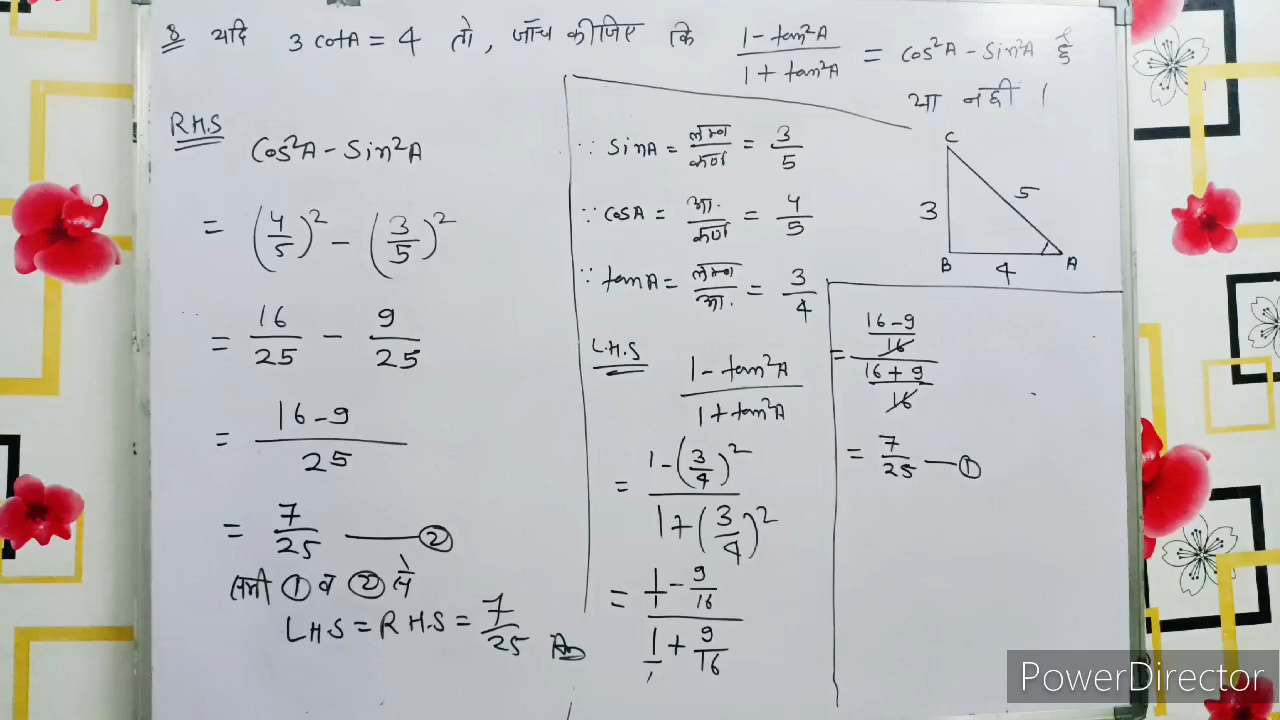 8 यदि 3 cotA = 4 तो, जाँच कीजिए कि (1 - tan²A)/(1 + tan²A) = cos²A - sin²A है
या नहीं ।
R.H.S
Cos²A - Sin²A
= (4/5)² - (3/5)²
= 16/25 - 9/25
= (16-9)/25
= 7/25 —— ②
समी ① व ② से
LHS = RHS = 7/25
∵ SinA = लम्ब/कर्ण = 3/5
∵ CosA = आ./कर्ण = 4/5
∵ tanA = लम्ब/आ. = 3/4
L.H.S
(1 - tan²A)/(1 + tan²A)
= (1 - (3/4)²)/(1 + (3/4)²)
= (1/1 - 9/16)/(1/1 + 9/16)
C
3
5
B
4
A
= ((16-9)/16)/((16+9)/16)
= 7/25 — ①
PowerDirector